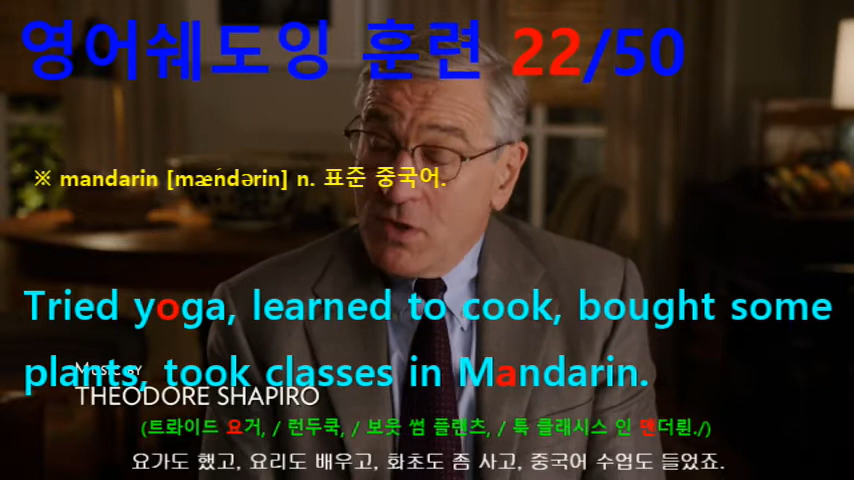 영어쉐도잉 훈련 22/50
※ mandarin [mǽndərin] n. 표준 중국어.
Tried yoga, learned to cook, bought some
plants, took classes in Mandarin.
MUSIC BY
THEODORE SHAPIRO
(트롸이드 요거, / 런두쿡, / 보웃 썸 플랜츠, / 툭 클래시스 인 맨더륀./)
요가도 했고, 요리도 배우고, 화초도 좀 사고, 중국어 수업도 들었죠.